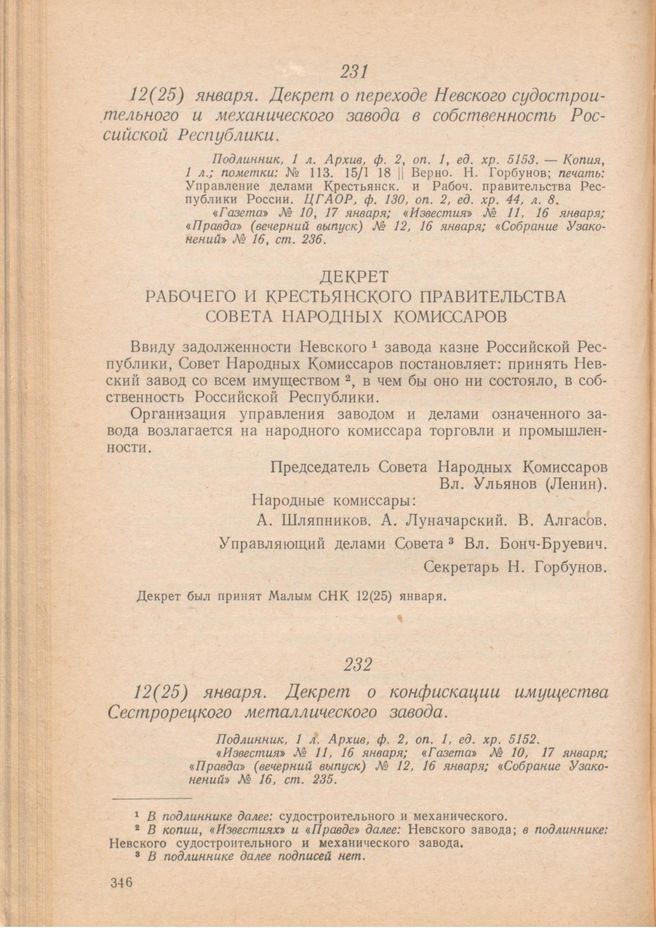 231
12(25) января. Декрет о переходе Невского судострои-
тельного и механического завода в собственность Рос-
сийской Республики.
Подлинник, 1 л. Архив, ф. 2, оп. 1, ед. хр. 5153. — Копия,
1 л.; пометки: № 113. 15/I 18 || Верно. Н. Горбунов; печать:
Управление делами Крестьянск. и Рабоч. правительства Рес-
публики России. ЦГАОР, ф. 130, оп. 2, ед. хр. 44, л. 8.
«Газета» № 10, 17 января; «Известия» № 11, 16 января;
«Правда» (вечерний выпуск) № 12, 16 января; «Собрание Узако-
нений» № 16, ст. 236.
ДЕКРЕТ
РАБОЧЕГО И КРЕСТЬЯНСКОГО ПРАВИТЕЛЬСТВА
СОВЕТА НАРОДНЫХ КОМИССАРОВ
Ввиду задолженности Невского ¹ завода казне Российской Рес-
публики, Совет Народных Комиссаров постановляет: принять Нев-
ский завод со всем имуществом ², в чем бы оно ни состояло, в соб-
ственность Российской Республики.
Организация управления заводом и делами означенного за-
вода возлагается на народного комиссара торговли и промышлен-
ности.
Председатель Совета Народных Комиссаров
Вл. Ульянов (Ленин).
Народные комиссары:
А. Шляпников. А. Луначарский. В. Алгасов.
Управляющий делами Совета ³ Вл. Бонч-Бруевич.
Секретарь Н. Горбунов.
Декрет был принят Малым СНК 12(25) января.
232
12(25) января. Декрет о конфискации имущества
Сестрорецкого металлического завода.
Подлинник, 1 л. Архив, ф. 2, оп. 1, ед. хр. 5152.
«Известия» № 11, 16 января; «Газета» № 10, 17 января;
«Правда» (вечерний выпуск) № 12, 16 января; «Собрание Узако-
нений» № 16, ст. 235.
¹ В подлиннике далее: судостроительного и механического.
² В копии, «Известиях» и «Правде» далее: Невского завода; в подлиннике:
Невского судостроительного и механического завода.
³ В подлиннике далее подписей нет.
346